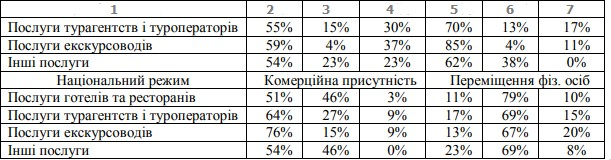 1 2 3 4 5 6 7
Послуги турагентств і туроператорів 55% 15% 30% 70% 13% 17%
Послуги екскурсоводів 59% 4% 37% 85% 4% 11%
Інші послуги 54% 23% 23% 62% 38% 0%
Національний режим Комерційна присутність Переміщення фіз. осіб
Послуги готелів та ресторанів 51% 46% 3% 11% 79% 10%
Послуги турагентств і туроператорів 64% 27% 9% 17% 69% 15%
Послуги екскурсоводів 76% 15% 9% 13% 67% 20%
Інші послуги 54% 46% 0% 23% 69% 8%